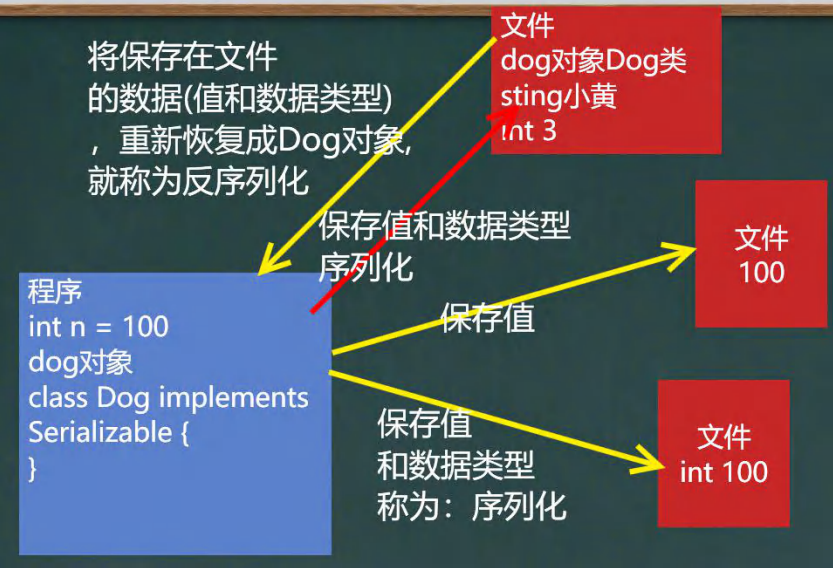 将保存在文件
的数据(值和数据类型)
，重新恢复成Dog对象,
就称为反序列化
文件
dog对象Dog类
sting小黄
int 3
保存值和数据类型
序列化
文件
100
保存值
程序
int n = 100
dog对象
class Dog implements
Serializable {
}
保存值
和数据类型
称为：序列化
文件
int 100